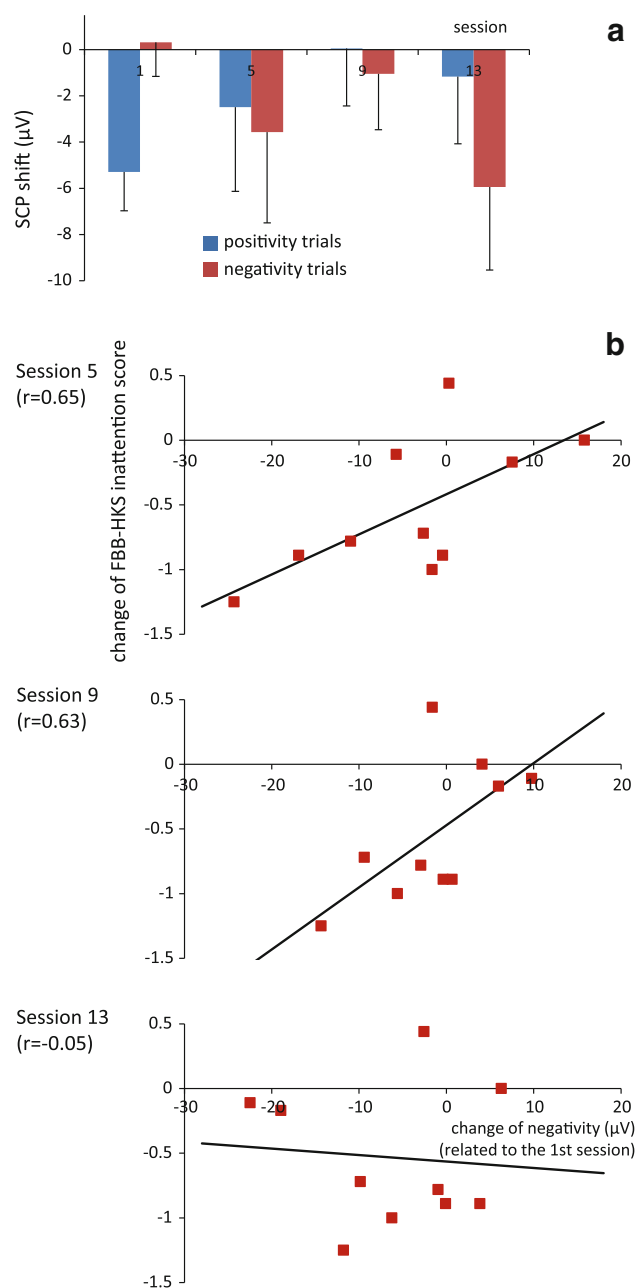 session
a
0
1
5
9
13
-2
-4
-6
-8
-10
SCP shift (µV)
positivity trials
negativity trials
b
Session 5
(r=0.65)
change of FBB-HKS inattention score
0.5
0
-0.5
-1
-1.5
-30
-20
-10
0
10
20
Session 9
(r=0.63)
0.5
0
-0.5
-1
-1.5
-30
-20
-10
0
10
20
Session 13
(r=-0.05)
0.5
0
-0.5
-1
-1.5
-30
-20
-10
0
10
20
change of negativity (µV)
(related to the 1st session)